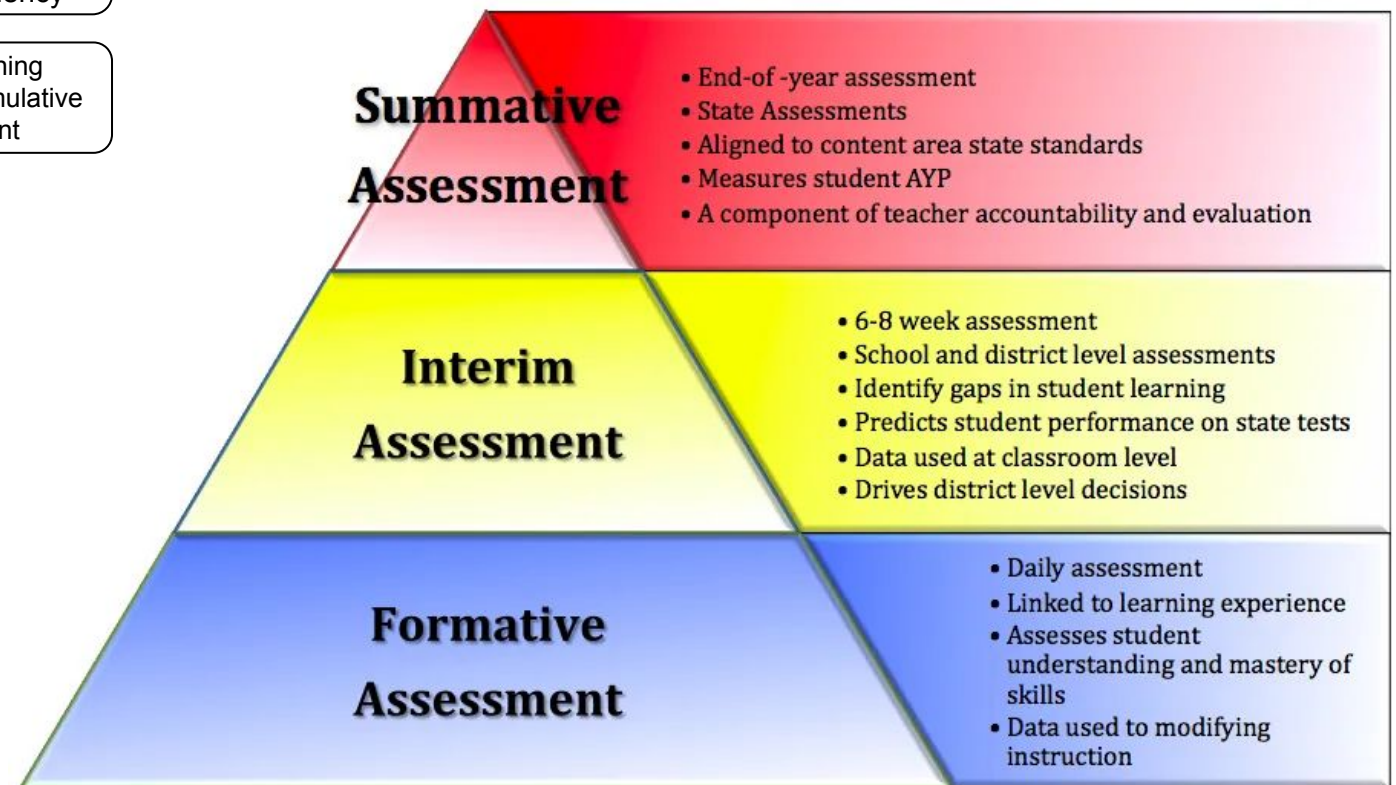 Summative
Assessment
• End-of -year assessment
• State Assessments
• Aligned to content area state standards
• Measures student AYP
• A component of teacher accountability and evaluation
Interim
Assessment
• 6-8 week assessment
• School and district level assessments
• Identify gaps in student learning
• Predicts student performance on state tests
• Data used at classroom level
• Drives district level decisions
Formative
Assessment
• Daily assessment
• Linked to learning experience
• Assesses student
understanding and mastery of
skills
• Data used to modifying
instruction